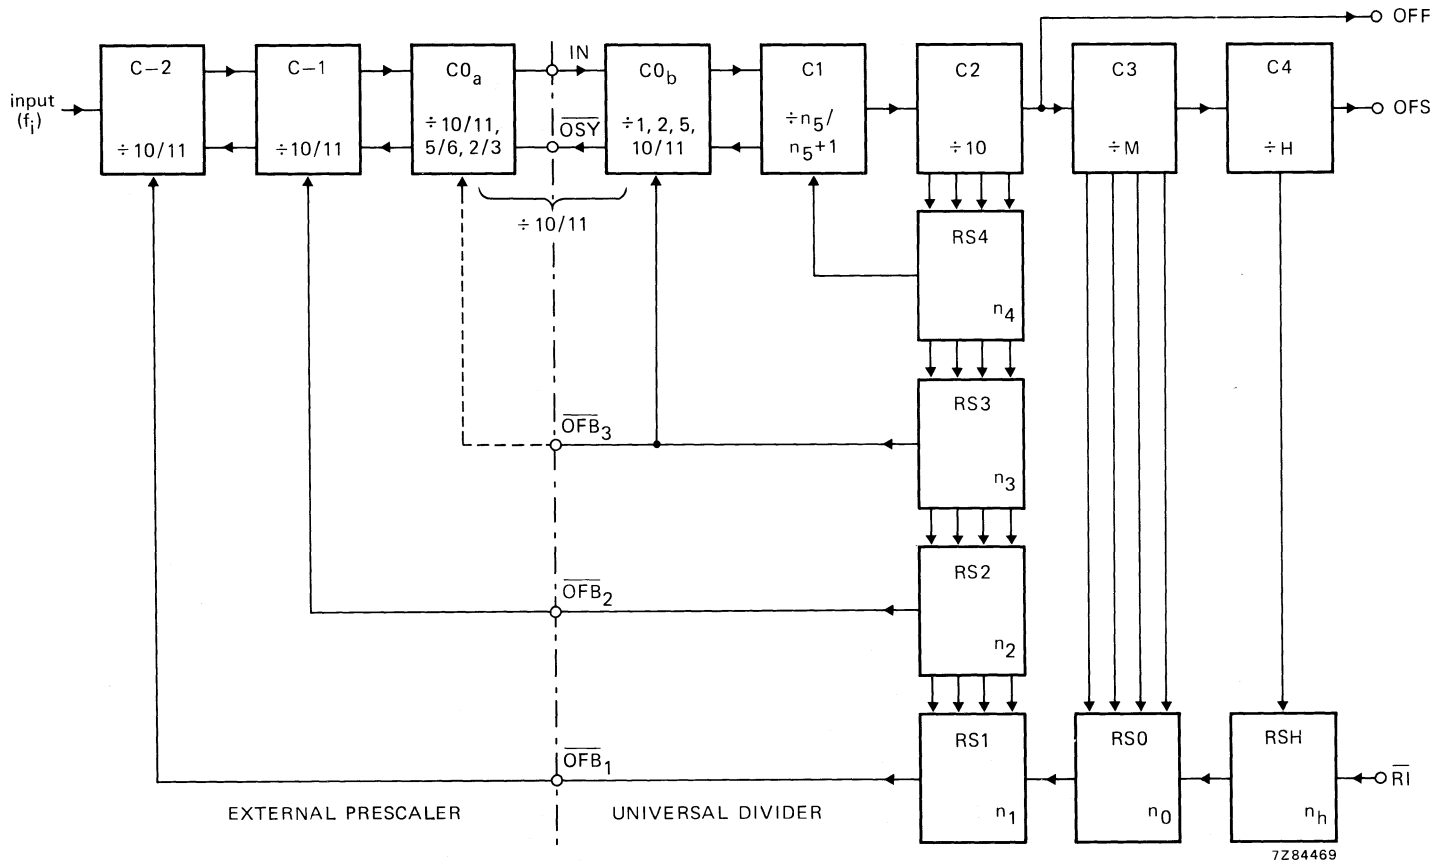 OFF
IN
C−2
C−1
C0a
C0b
C1
C2
C3
C4
input
(fi)
OFS
÷10/11
÷10/11
÷10/11,
5/6, 2/3
OSY
÷1, 2, 5,
10/11
÷n5/
n5+1
÷10
÷M
÷H
÷10/11
RS4
n4
RS3
OFB3
n3
RS2
OFB2
n2
RS1
RS0
RSH
OFB1
RI
EXTERNAL PRESCALER
UNIVERSAL DIVIDER
n1
n0
nh
7Z84469